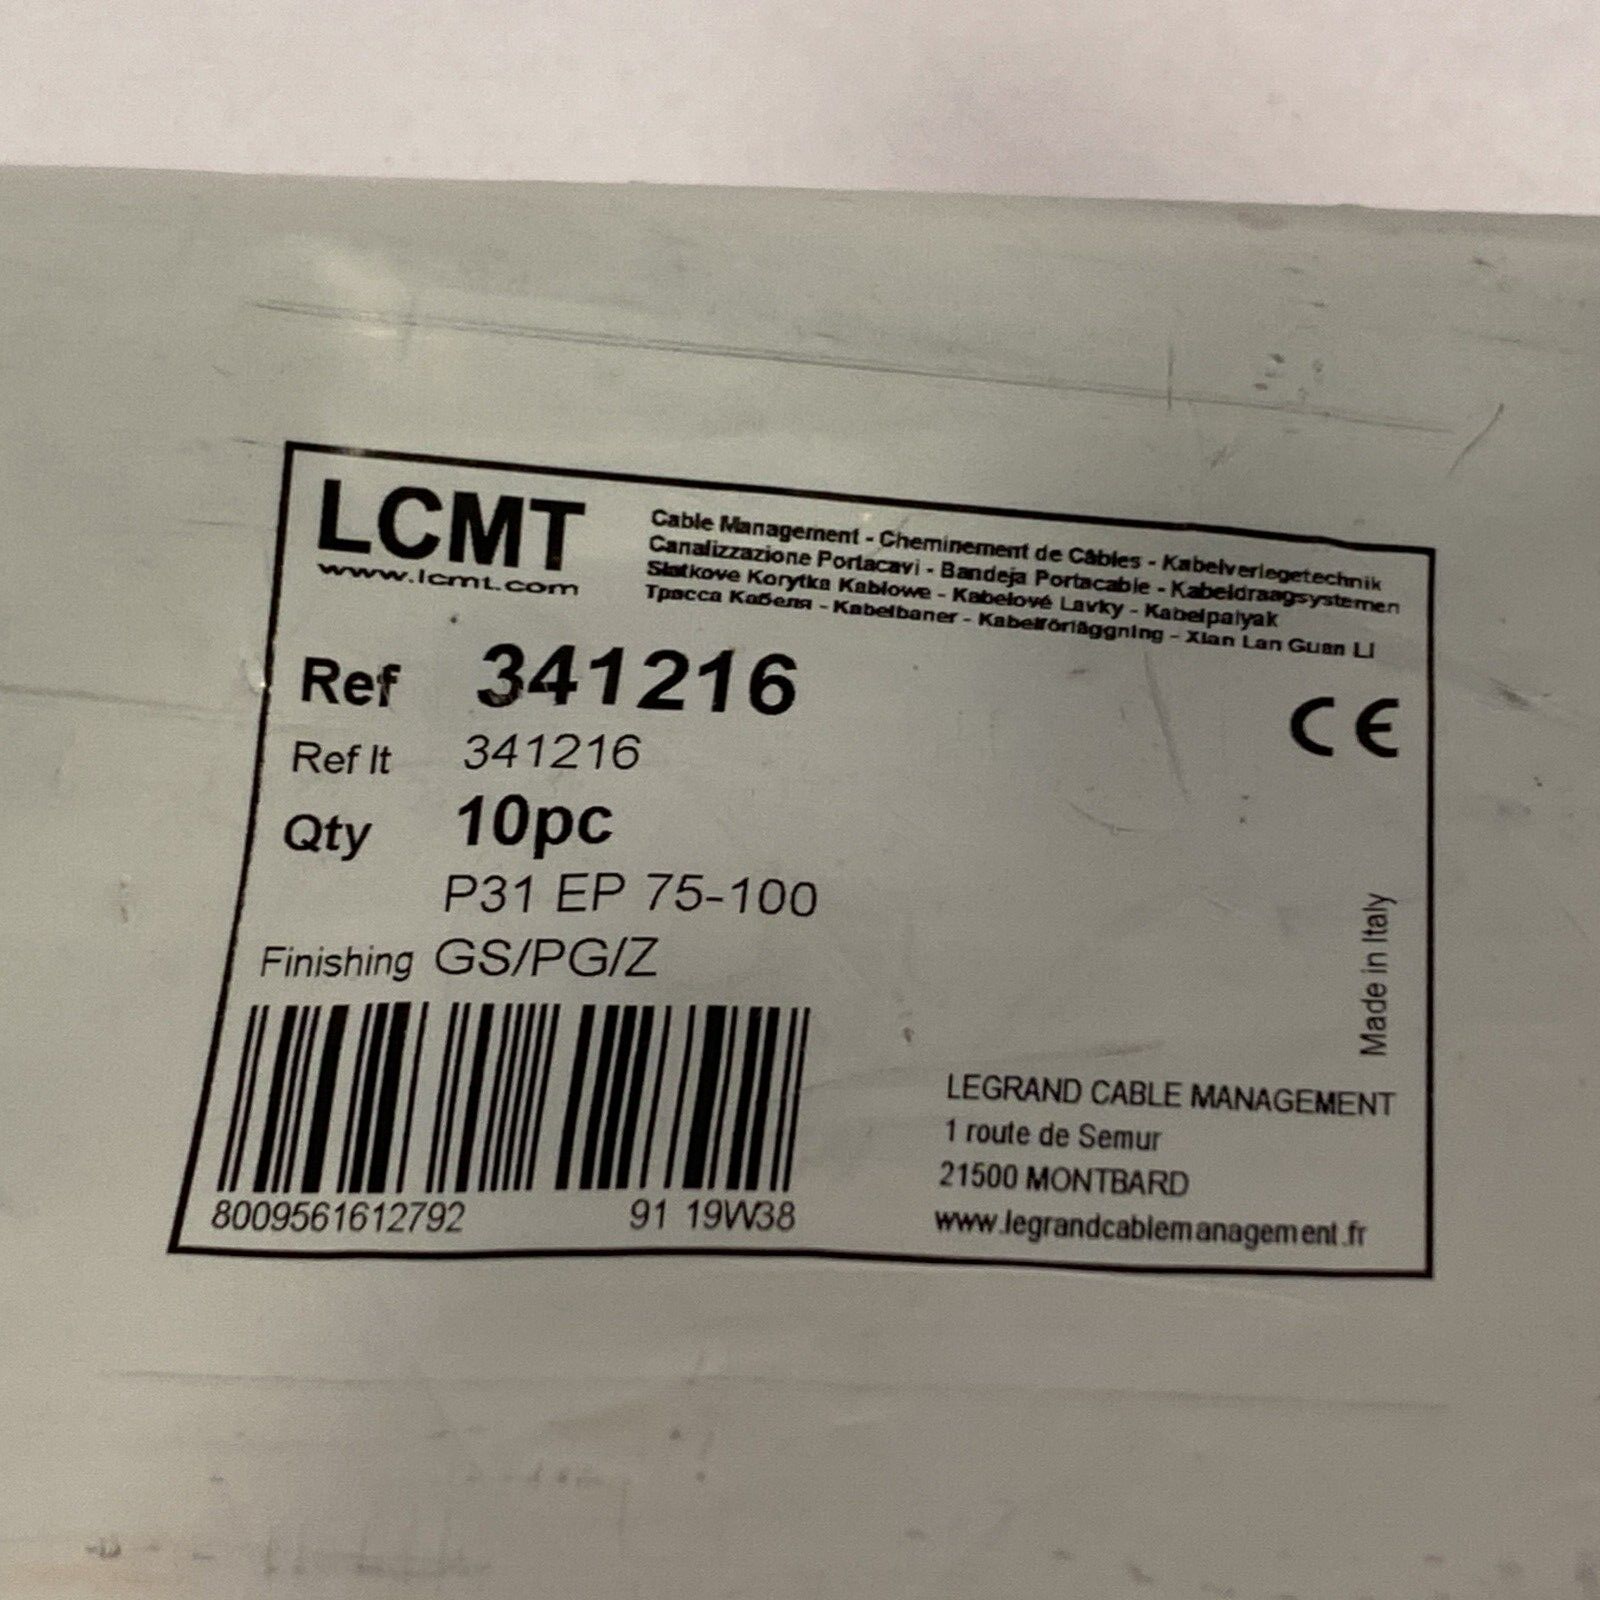 LCMT
www.lcmt.com
Cable Management - Cheminement de Câbles - Kabelverlegetechnik
Canalizzazione Portacavi - Bandeja Portacable - Kabeldraagsystemen
Slatkove Korytka Kablowe - Kabelové Lavky - Kabelpalyak
Трасса Кабеля - Kabelbaner - Kabelförläggning - Xian Lan Guan Li
Ref 341216
CE
Ref It 341216
Qty 10pc
P31 EP 75-100
Finishing GS/PG/Z
Made in Italy
8009561612792 91 19W38
LEGRAND CABLE MANAGEMENT
1 route de Semur
21500 MONTBARD
www.legrandcablemanagement.fr